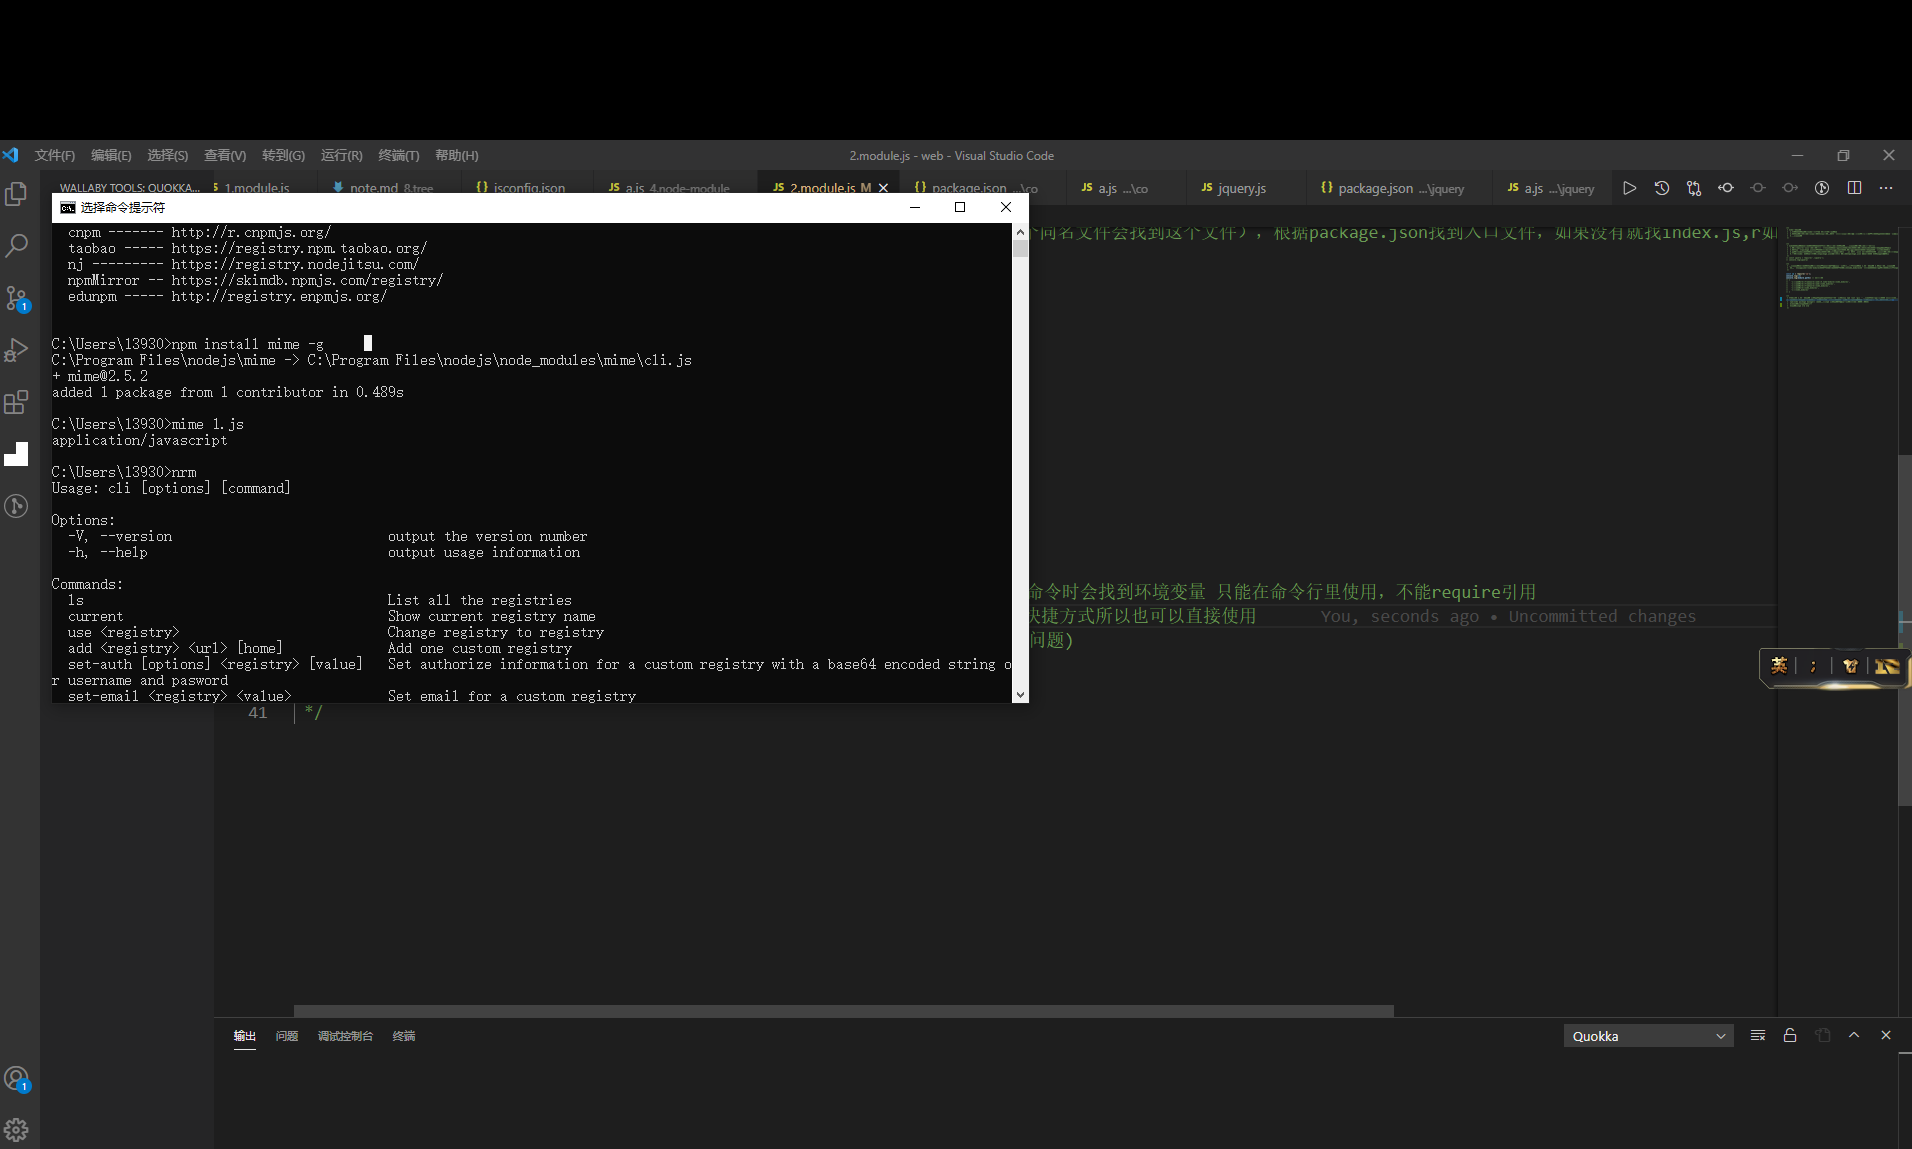 文件(F) 编辑(E) 选择(S) 查看(V) 转到(G) 运行(R) 终端(T) 帮助(H)
2.module.js - web - Visual Studio Code
WALLABY TOOLS: QUOKKA...
1.module.js
note.md 8.tree
jsconfig.json
JS a.js 4.node-module
JS 2.module.js M
{} package.json ...\co
JS a.js ...\co
JS jquery.js
{} package.json ...\jquery
JS a.js ...\jquery
选择命令提示符
cnpm ------- http://r.cnpmjs.org/
taobao ----- https://registry.npm.taobao.org/
nj --------- https://registry.nodejitsu.com/
npmMirror -- https://skimdb.npmjs.com/registry/
edunpm ----- http://registry.enpmjs.org/
C:\Users\13930>npm install mime -g
C:\Program Files\nodejs\mime -> C:\Program Files\nodejs\node_modules\mime\cli.js
+ mime@2.5.2
added 1 package from 1 contributor in 0.489s
C:\Users\13930>mime 1.js
application/javascript
C:\Users\13930>nrm
Usage: cli [options] [command]
Options:
-V, --version output the version number
-h, --help output usage information
Commands:
ls List all the registries
current Show current registry name
use <registry> Change registry to registry
add <registry> <url> [home] Add one custom registry
set-auth [options] <registry> [value] Set authorize information for a custom registry with a base64 encoded string o
r username and pasword
set-email <registry> <value> Set email for a custom registry
个同名文件会找到这个文件），根据package.json找到入口文件，如果没有就找index.js,r如
命令时会找到环境变量 只能在命令行里使用，不能require引用
快捷方式所以也可以直接使用 You, seconds ago • Uncommitted changes
问题)
41 */
英 ;
输出 问题 调试控制台 终端
Quokka
1
1